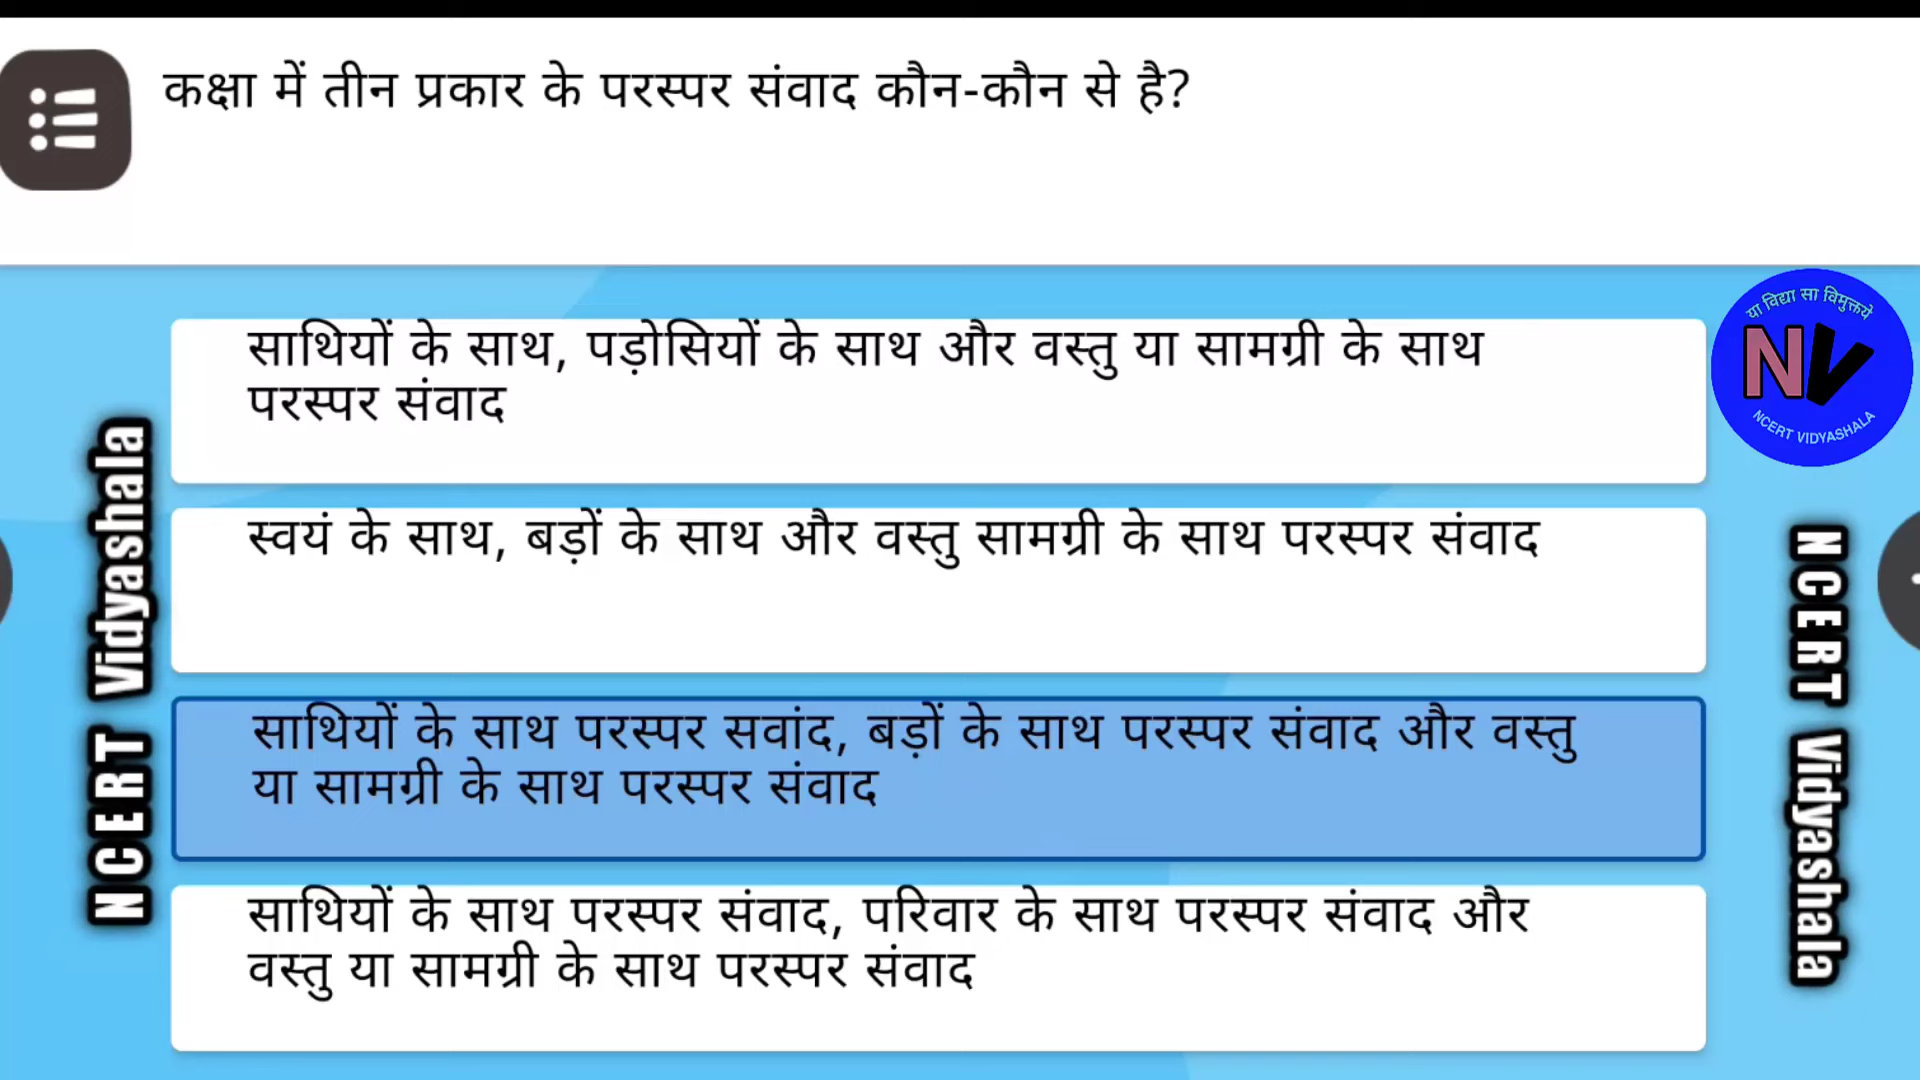 कक्षा में तीन प्रकार के परस्पर संवाद कौन-कौन से है?
साथियों के साथ, पड़ोसियों के साथ और वस्तु या सामग्री के साथ
परस्पर संवाद
स्वयं के साथ, बड़ों के साथ और वस्तु सामग्री के साथ परस्पर संवाद
साथियों के साथ परस्पर सवांद, बड़ों के साथ परस्पर संवाद और वस्तु
या सामग्री के साथ परस्पर संवाद
साथियों के साथ परस्पर संवाद, परिवार के साथ परस्पर संवाद और
वस्तु या सामग्री के साथ परस्पर संवाद
NCERT Vidyashala
या विद्या सा विमुक्तये
NV
NCERT VIDYASHALA
NCERT Vidyashala